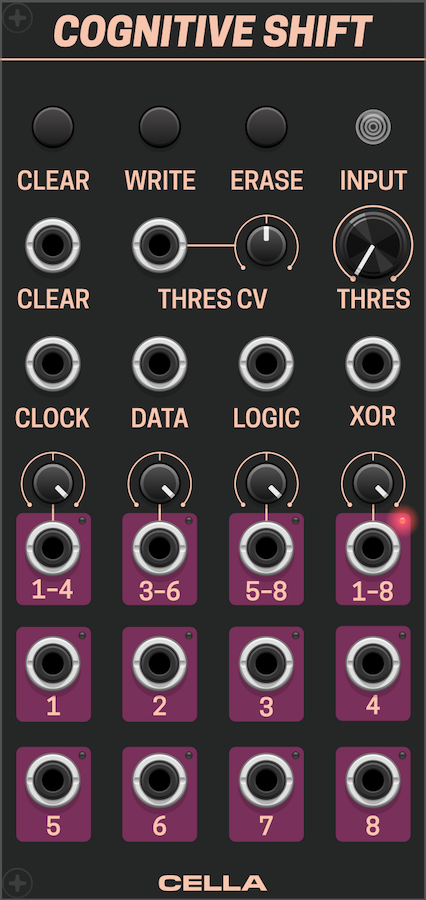 COGNITIVE SHIFT
CLEAR WRITE ERASE INPUT
CLEAR THRES CV THRES
CLOCK DATA LOGIC XOR
1-4 3-6 5-8 1-8
1 2 3 4
5 6 7 8
CELLA